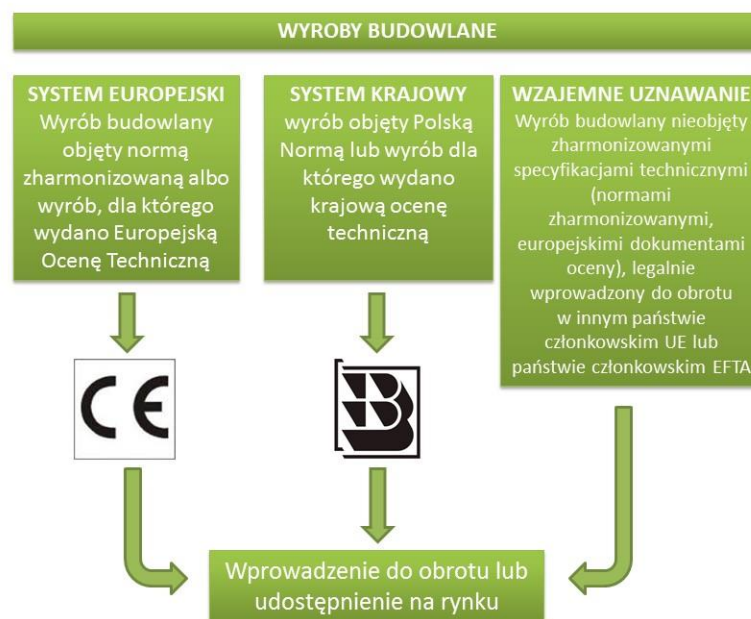 WYROBY BUDOWLANE
SYSTEM EUROPEJSKI
Wyrób budowlany
objęty normą
zharmonizowaną albo
wyrób, dla którego
wydano Europejską
Ocenę Techniczną
SYSTEM KRAJOWY
wyrób objęty Polską
Normą lub wyrób dla
którego wydano
krajową ocenę
techniczną
WZAJEMNE UZNAWANIE
Wyrób budowlany nieobjęty
zharmonizowanymi
specyfikacjami technicznymi
(normami
zharmonizowanymi,
europejskimi dokumentami
oceny), legalnie
wprowadzony do obrotu
w innym państwie
członkowskim UE lub
państwie członkowskim EFTA
CE
B
Wprowadzenie do obrotu lub
udostępnienie na rynku